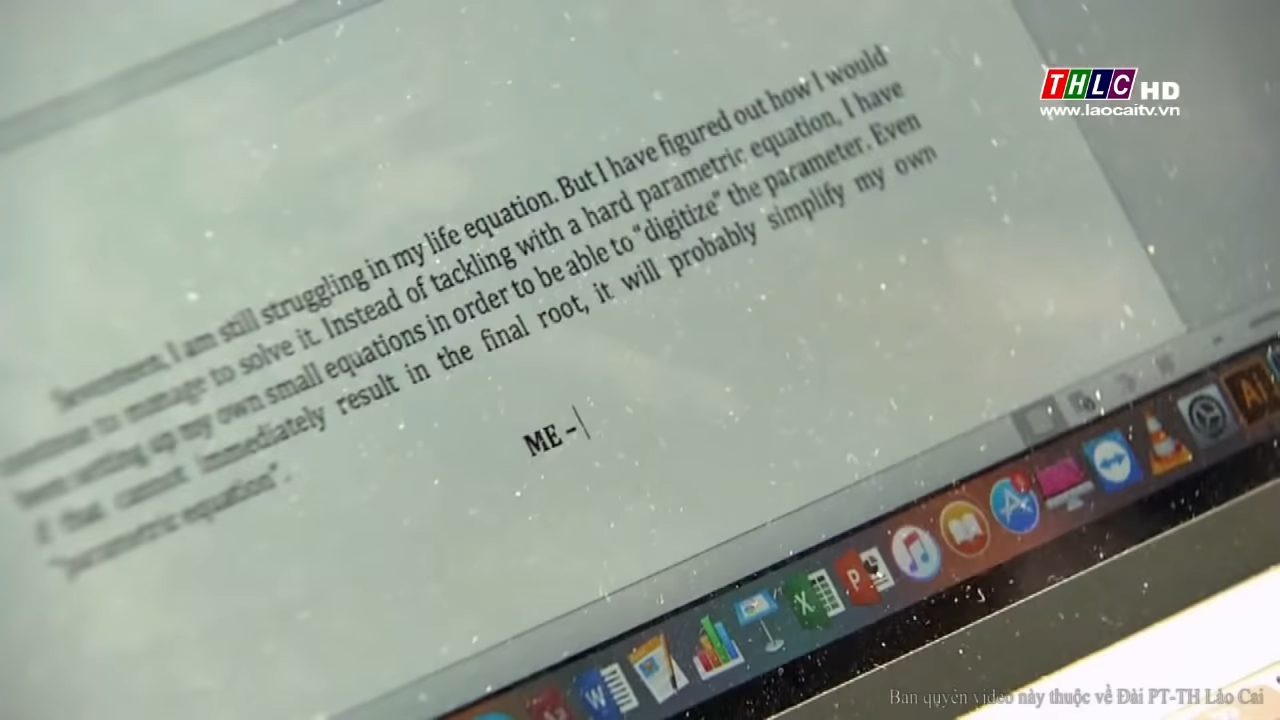 THLC HD
www.laocaitv.vn
Seventeen, I am still struggling in my life equation. But I have figured out how I would
continue to manage to solve it. Instead of tackling with a hard parametric equation, I have
been setting up my own small equations in order to be able to "digitize" the parameter. Even
if that cannot immediately result in the final root, it will probably simplify my own
"parametric equation".
ME –
Bản quyền video này thuộc về Đài PT-TH Lào Cai